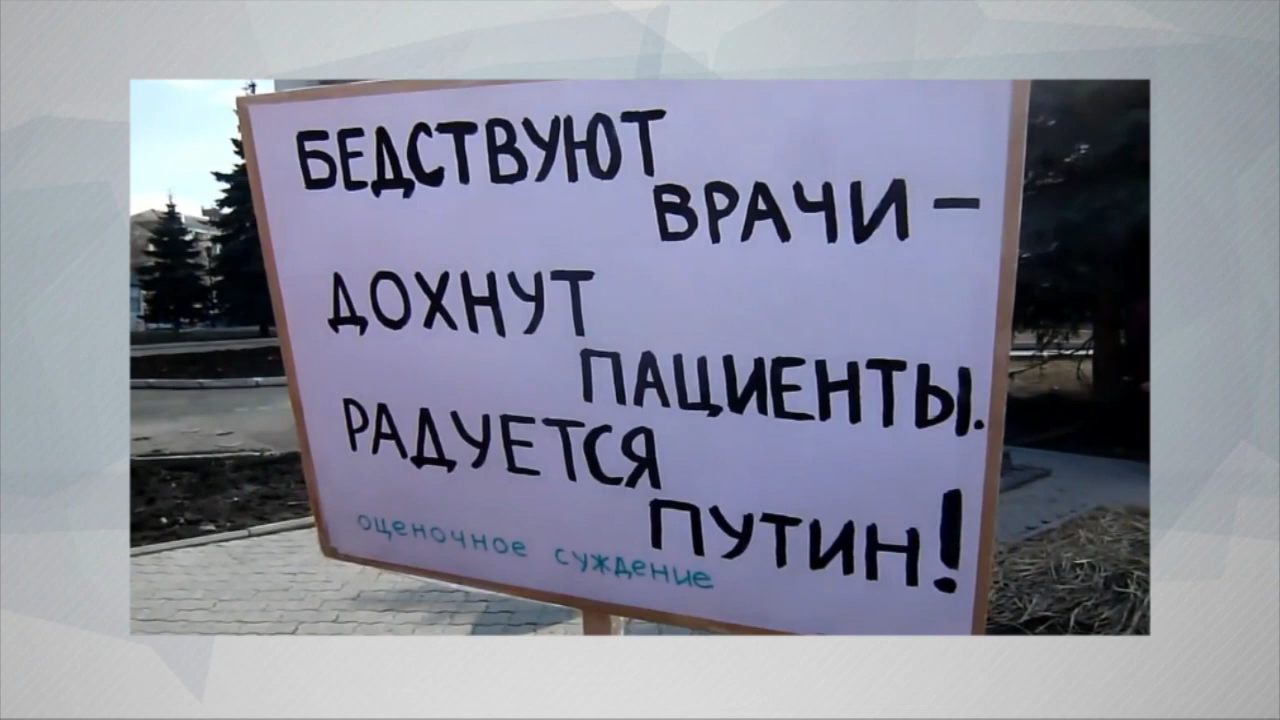 БЕДСТВУЮТ
ВРАЧИ –
ДОХНУТ
ПАЦИЕНТЫ.
РАДУЕТСЯ
ПУТИН!
оценочное суждение